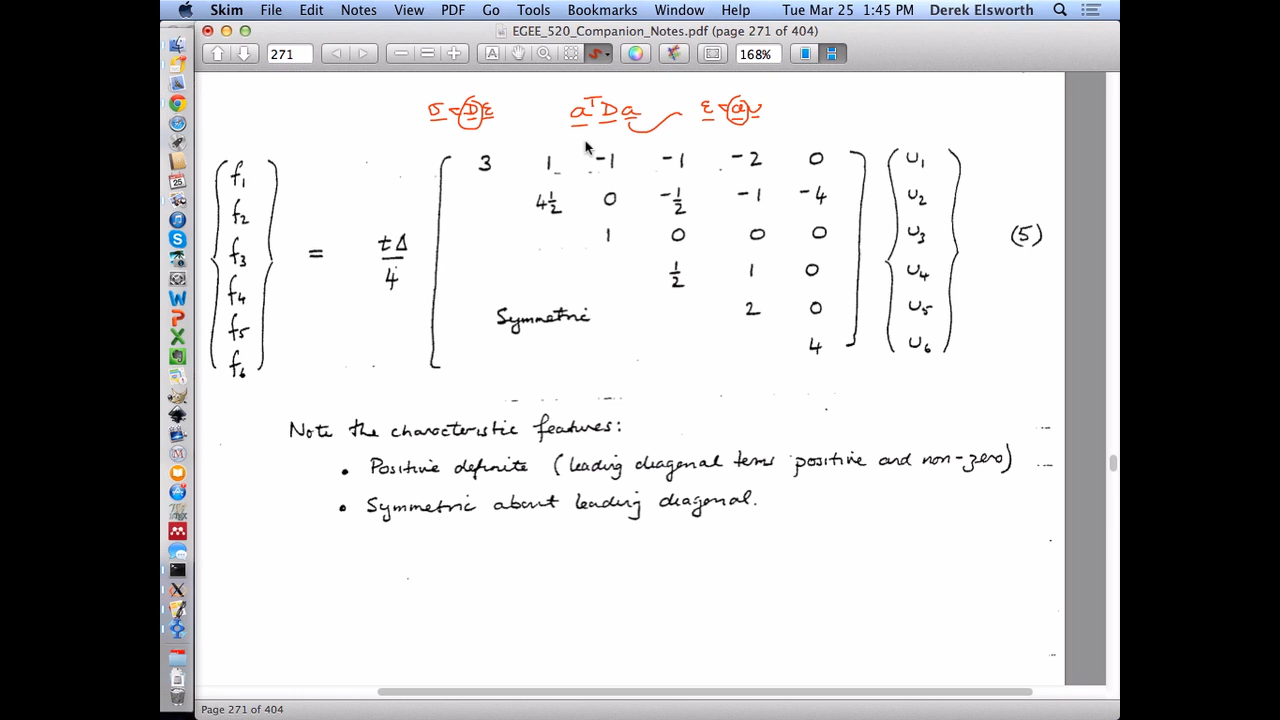 Skim File Edit Notes View PDF Go Tools Bookmarks Window Help Tue Mar 25 1:45 PM Derek Elsworth
EGEE_520_Companion_Notes.pdf (page 271 of 404)
271 168%
σ = D ε aᵀ D a ε = a u
f₁ 3 1 -1 -1 -2 0 u₁
f₂ 4½ 0 -½ -1 -4 u₂
f₃ = tΔ/4 1 0 0 0 u₃ (5)
f₄ ½ 1 0 u₄
f₅ Symmetric 2 0 u₅
f₆ 4 u₆
Note the characteristic features:
• Positive definite (leading diagonal terms positive and non-zero)
• Symmetric about leading diagonal.
Page 271 of 404